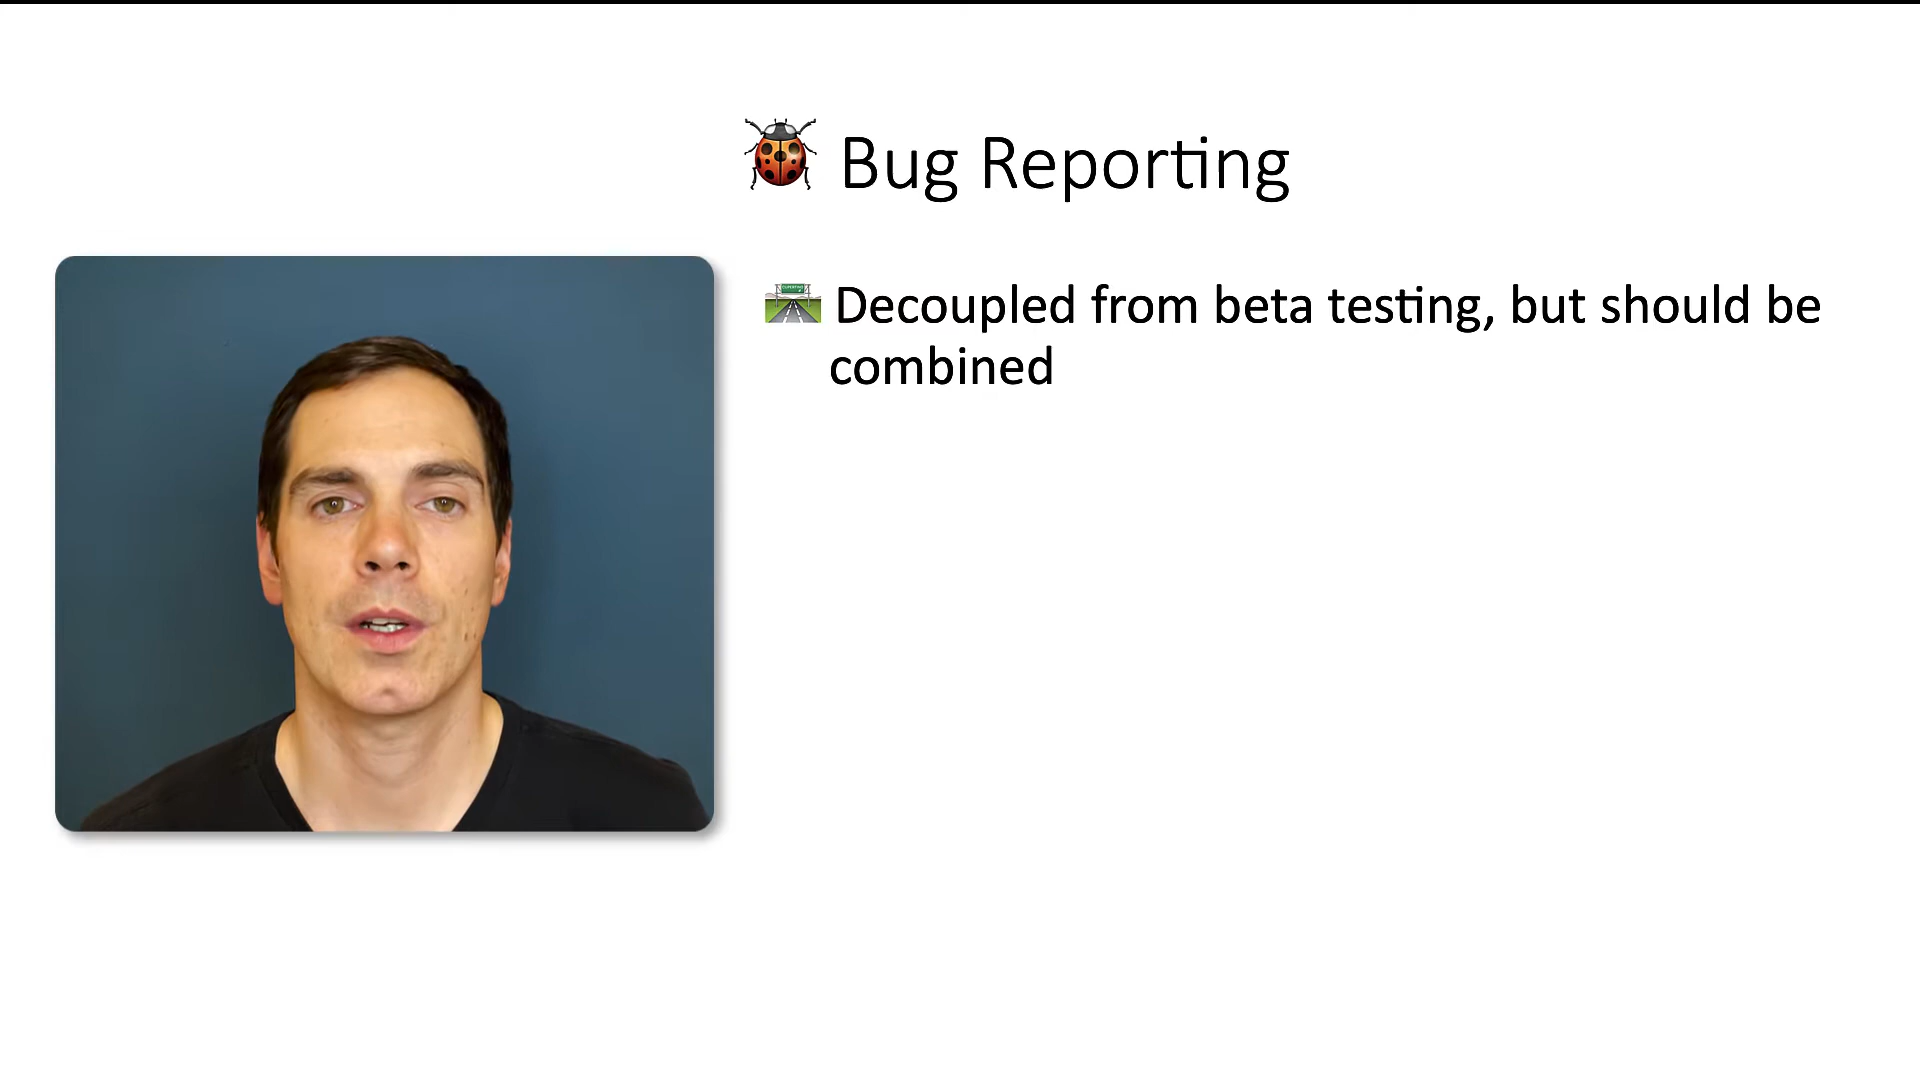 🐞 Bug Reporting
🛣️ Decoupled from beta testing, but should be
combined